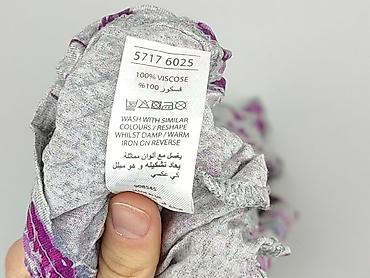 5717 6025
100% VISCOSE
فسكوز 100%
WASH WITH SIMILAR
COLOURS / RESHAPE
WHILST DAMP / WARM
IRON ON REVERSE
يغسل مع ألوان مماثلة
يعاد تشكيله و هو مبلل
كي عكسي